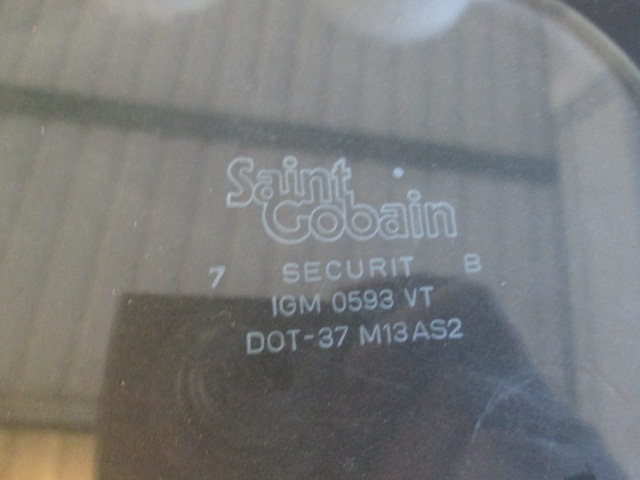 Saint
Gobain
7 SECURIT B
IGM 0593 VT
DOT-37 M13AS2